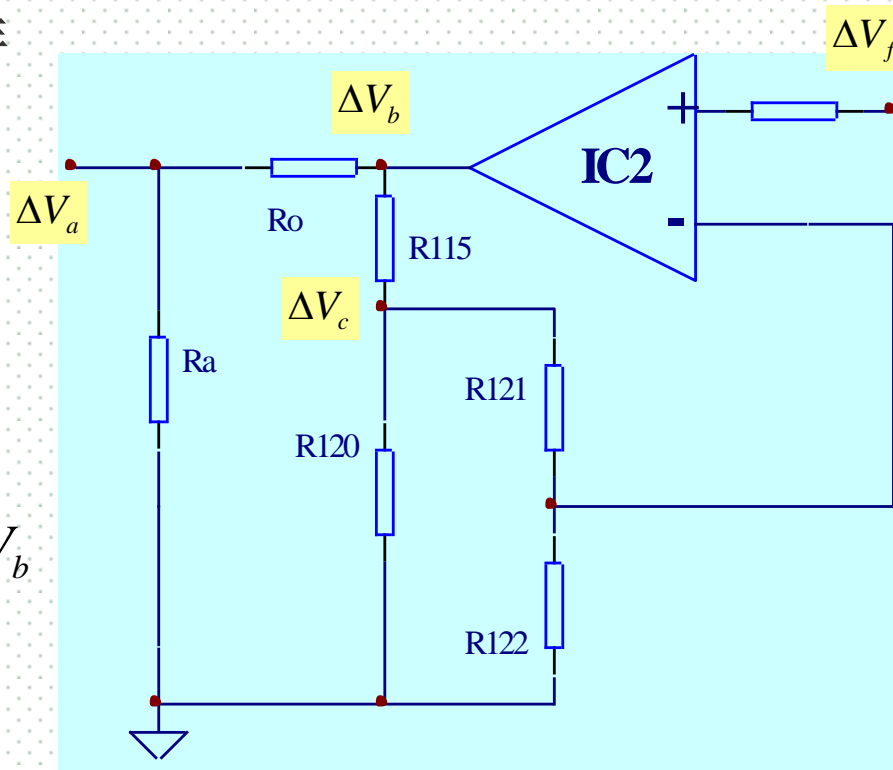 ΔV_f
ΔV_b
+
IC2
ΔV_a
Ro
-
R115
ΔV_c
Ra
R121
R120
V_b
R122